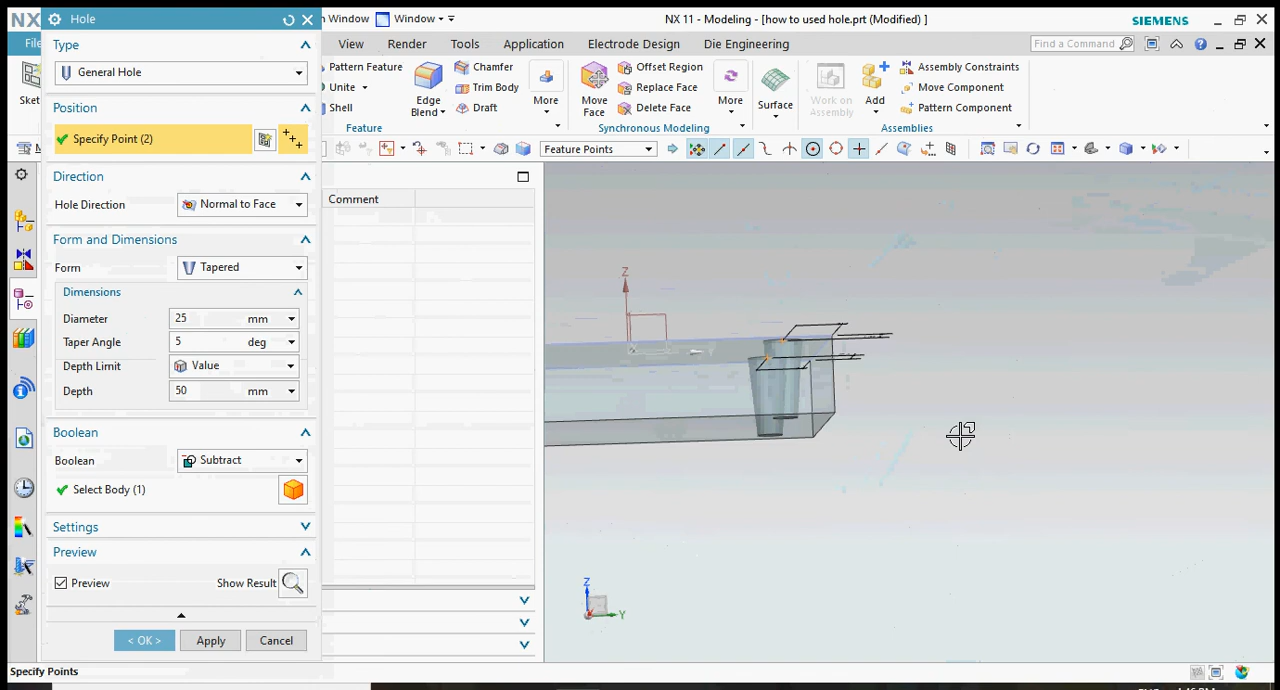 NX
Hole
n Window
Window
NX 11 - Modeling - [how to used hole.prt (Modified) ]
SIEMENS
File
View
Render
Tools
Application
Electrode Design
Die Engineering
Find a Command
Sket
Pattern Feature
Unite
Shell
Edge
Blend
Chamfer
Trim Body
Draft
More
Feature
Move
Face
Offset Region
Replace Face
Delete Face
More
Synchronous Modeling
Surface
Work on
Assembly
Add
Assembly Constraints
Move Component
Pattern Component
Assemblies
M
Feature Points
Type
General Hole
Position
Specify Point (2)
Direction
Hole Direction
Normal to Face
Form and Dimensions
Form
Tapered
Dimensions
Diameter
25
mm
Taper Angle
5
deg
Depth Limit
Value
Depth
50
mm
Boolean
Boolean
Subtract
Select Body (1)
Settings
Preview
Preview
Show Result
< OK >
Apply
Cancel
Comment
Z
Y
Z
Y
Specify Points